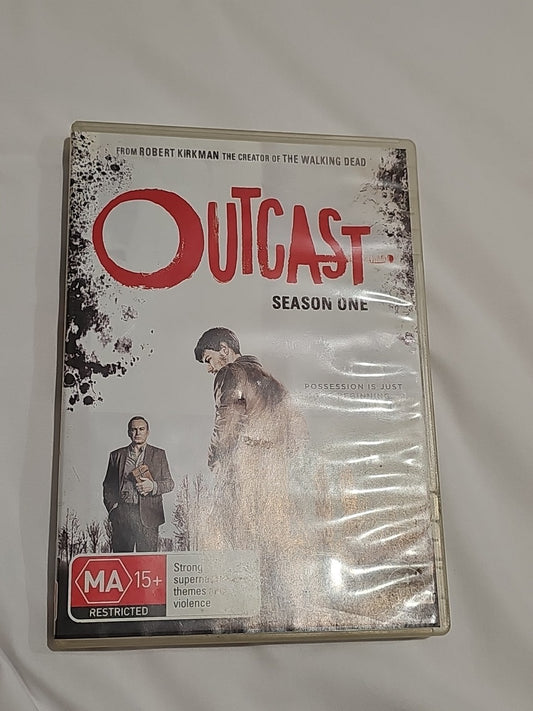 FROM ROBERT KIRKMAN THE CREATOR OF THE WALKING DEAD
OUTCAST
SEASON ONE
POSSESSION IS JUST
BEGINNING
MA 15+
RESTRICTED
Strong
themes
violence